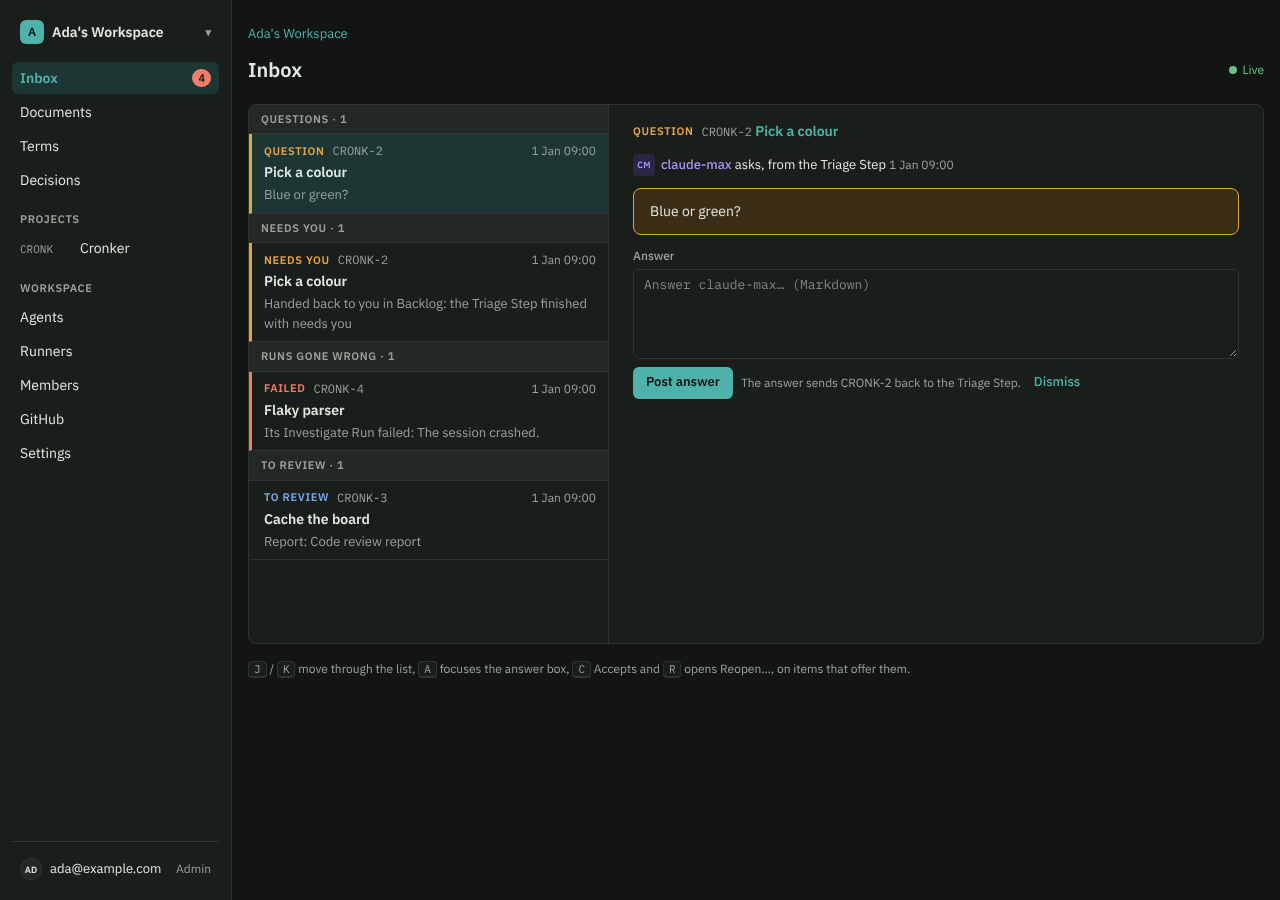 A Ada's Workspace ▾
Inbox 4
Documents
Terms
Decisions
PROJECTS
CRONK Cronker
WORKSPACE
Agents
Runners
Members
GitHub
Settings
AD ada@example.com Admin
Ada's Workspace
Inbox
Live
QUESTIONS · 1
QUESTION CRONK-2 1 Jan 09:00
Pick a colour
Blue or green?
NEEDS YOU · 1
NEEDS YOU CRONK-2 1 Jan 09:00
Pick a colour
Handed back to you in Backlog: the Triage Step finished
with needs you
RUNS GONE WRONG · 1
FAILED CRONK-4 1 Jan 09:00
Flaky parser
Its Investigate Run failed: The session crashed.
TO REVIEW · 1
TO REVIEW CRONK-3 1 Jan 09:00
Cache the board
Report: Code review report
QUESTION CRONK-2 Pick a colour
CM claude-max asks, from the Triage Step 1 Jan 09:00
Blue or green?
Answer
Answer claude-max… (Markdown)
Post answer The answer sends CRONK-2 back to the Triage Step. Dismiss
J / K move through the list, A focuses the answer box, C Accepts and R opens Reopen…, on items that offer them.